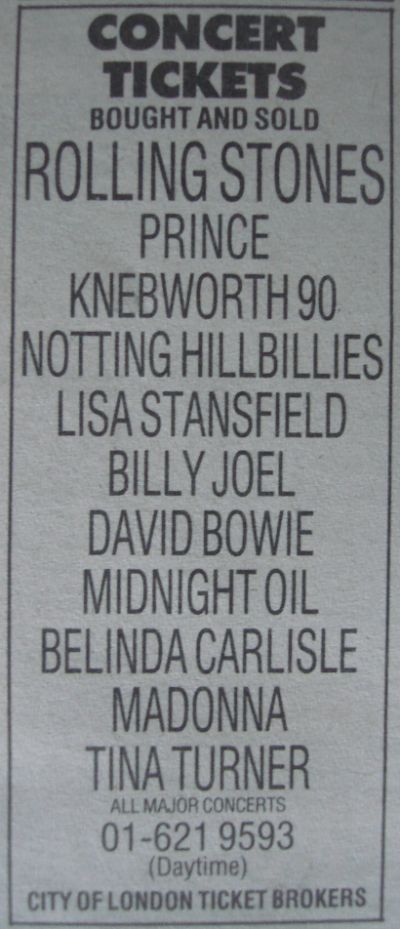 CONCERT
TICKETS
BOUGHT AND SOLD
ROLLING STONES
PRINCE
KNEBWORTH 90
NOTTING HILLBILLIES
LISA STANSFIELD
BILLY JOEL
DAVID BOWIE
MIDNIGHT OIL
BELINDA CARLISLE
MADONNA
TINA TURNER
ALL MAJOR CONCERTS
01-621 9593
(Daytime)
CITY OF LONDON TICKET BROKERS